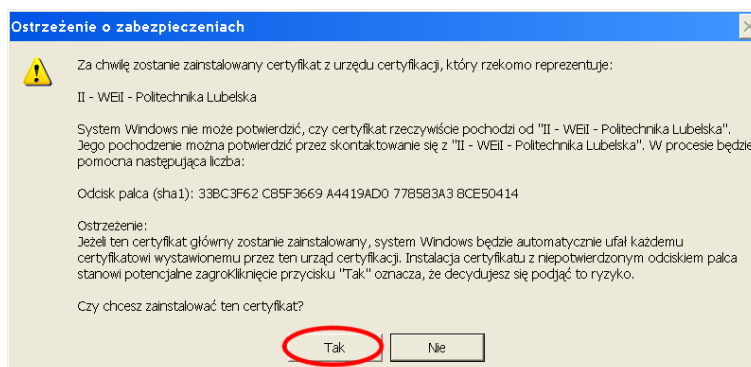 Ostrzeżenie o zabezpieczeniach
Za chwilę zostanie zainstalowany certyfikat z urzędu certyfikacji, który rzekomo reprezentuje:
II - WEiI - Politechnika Lubelska
System Windows nie może potwierdzić, czy certyfikat rzeczywiście pochodzi od "II - WEiI - Politechnika Lubelska".
Jego pochodzenie można potwierdzić przez skontaktowanie się z "II - WEiI - Politechnika Lubelska". W procesie będzie
pomocna następująca liczba:
Odcisk palca (sha1): 33BC3F62 C85F3669 A4419AD0 778583A3 8CE50414
Ostrzeżenie:
Jeżeli ten certyfikat główny zostanie zainstalowany, system Windows będzie automatycznie ufał każdemu
certyfikatowi wystawionemu przez ten urząd certyfikacji. Instalacja certyfikatu z niepotwierdzonym odciskiem palca
stanowi potencjalne zagrokliknięcie przycisku "Tak" oznacza, że decydujesz się podjąć to ryzyko.
Czy chcesz zainstalować ten certyfikat?
Tak
Nie